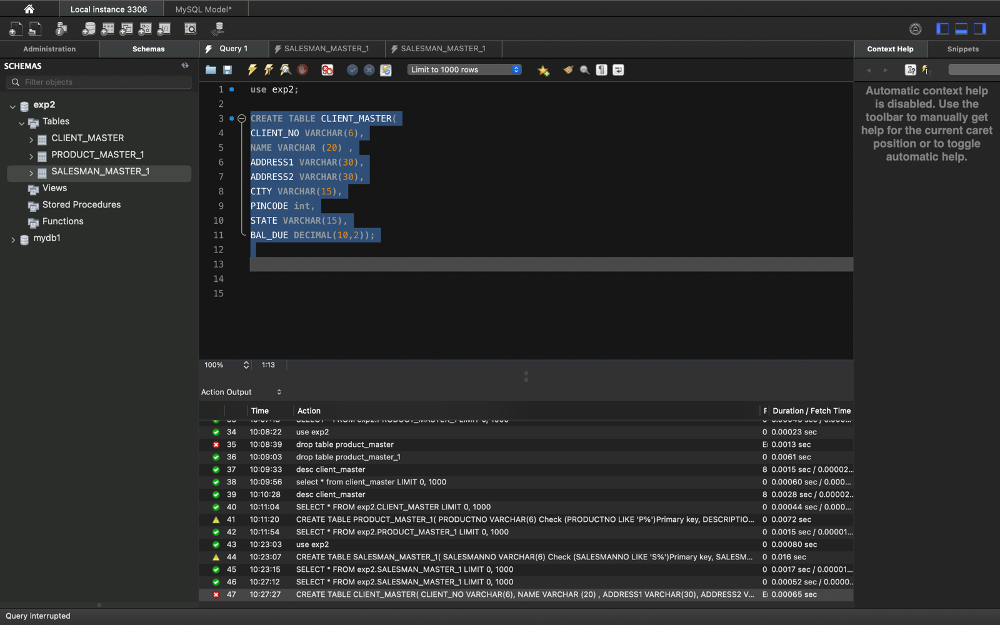 Local instance 3306
MySQL Model*
Administration
Schemas
Query 1
SALESMAN_MASTER_1
SALESMAN_MASTER_1
Context Help
Snippets
SCHEMAS
Filter objects
exp2
Tables
CLIENT_MASTER
PRODUCT_MASTER_1
SALESMAN_MASTER_1
Views
Stored Procedures
Functions
mydb1
Limit to 1000 rows
1 use exp2;
2
3 CREATE TABLE CLIENT_MASTER(
4 CLIENT_NO VARCHAR(6),
5 NAME VARCHAR (20) ,
6 ADDRESS1 VARCHAR(30),
7 ADDRESS2 VARCHAR(30),
8 CITY VARCHAR(15),
9 PINCODE int,
10 STATE VARCHAR(15),
11 BAL_DUE DECIMAL(10,2));
12
13
14
15
Automatic context help
is disabled. Use the
toolbar to manually get
help for the current caret
position or to toggle
automatic help.
100%
1:13
Action Output
Time Action Duration / Fetch Time
34 10:08:22 use exp2 0 0.00023 sec
35 10:08:39 drop table product_master 0.0013 sec
36 10:09:03 drop table product_master_1 0 0.0061 sec
37 10:09:33 desc client_master 8 0.0015 sec / 0.00002...
38 10:09:56 select * from client_master LIMIT 0, 1000 0 0.00060 sec / 0.000...
39 10:10:28 desc client_master 8 0.0028 sec / 0.00002...
40 10:11:04 SELECT * FROM exp2.CLIENT_MASTER LIMIT 0, 1000 0 0.00044 sec / 0.000...
41 10:11:20 CREATE TABLE PRODUCT_MASTER_1( PRODUCTNO VARCHAR(6) Check (PRODUCTNO LIKE 'P%')Primary key, DESCRIPTIO... 0 0.0072 sec
42 10:11:54 SELECT * FROM exp2.PRODUCT_MASTER_1 LIMIT 0, 1000 0 0.0015 sec / 0.00001...
43 10:23:03 use exp2 0 0.00080 sec
44 10:23:07 CREATE TABLE SALESMAN_MASTER_1( SALESMANNO VARCHAR(6) Check (SALESMANNO LIKE 'S%')Primary key, SALESM... 0 0.016 sec
45 10:23:15 SELECT * FROM exp2.SALESMAN_MASTER_1 LIMIT 0, 1000 0 0.0017 sec / 0.00001...
46 10:27:12 SELECT * FROM exp2.SALESMAN_MASTER_1 LIMIT 0, 1000 0 0.00052 sec / 0.0000...
47 10:27:27 CREATE TABLE CLIENT_MASTER( CLIENT_NO VARCHAR(6), NAME VARCHAR (20) , ADDRESS1 VARCHAR(30), ADDRESS2 V... 0.00065 sec
Query interrupted